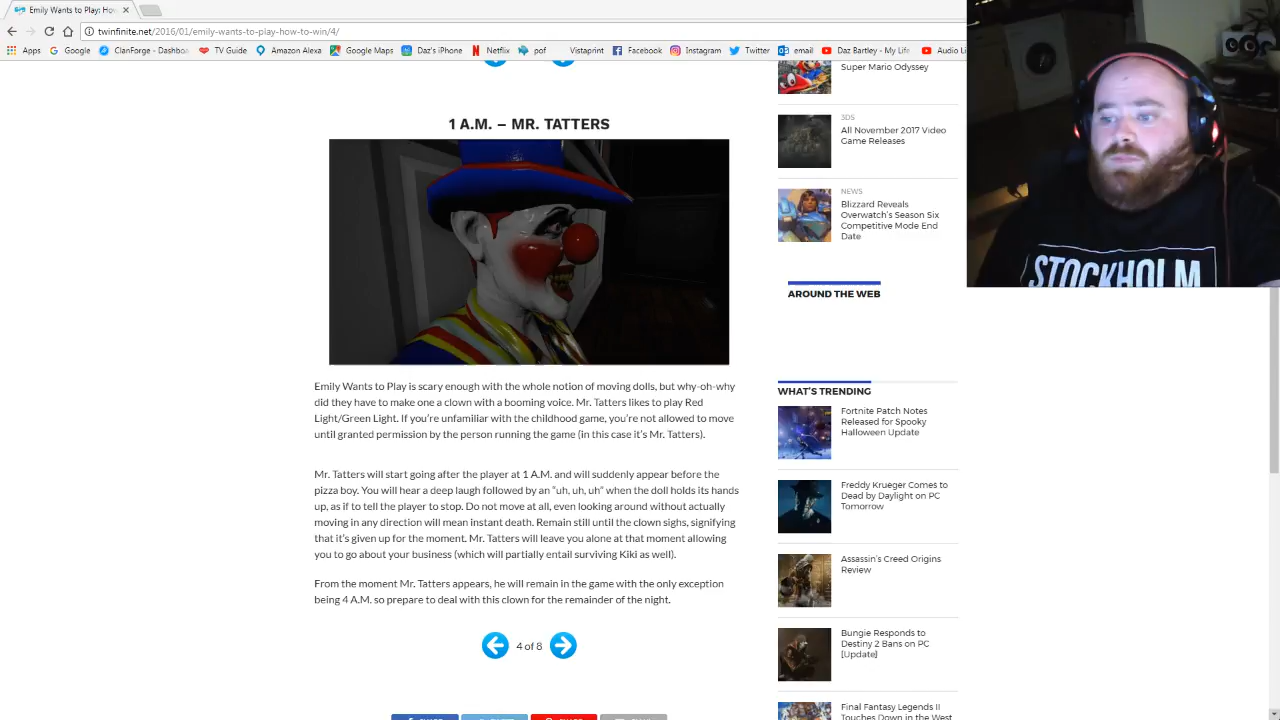 Emily Wants to Play: Ho
twinfinite.net/2016/01/emily-wants-to-play-how-to-win/4/
Apps Google ClanForge - Dashbo TV Guide Amazon Alexa Google Maps Daz's iPhone Netflix pof Vistaprint Facebook Instagram Twitter email Daz Bartley - My Life Audio Li
1 A.M. – MR. TATTERS
Emily Wants to Play is scary enough with the whole notion of moving dolls, but why-oh-why
did they have to make one a clown with a booming voice. Mr. Tatters likes to play Red
Light/Green Light. If you're unfamiliar with the childhood game, you're not allowed to move
until granted permission by the person running the game (in this case it's Mr. Tatters).
Mr. Tatters will start going after the player at 1 A.M. and will suddenly appear before the
pizza boy. You will hear a deep laugh followed by an "uh, uh, uh" when the doll holds its hands
up, as if to tell the player to stop. Do not move at all, even looking around without actually
moving in any direction will mean instant death. Remain still until the clown sighs, signifying
that it's given up for the moment. Mr. Tatters will leave you alone at that moment allowing
you to go about your business (which will partially entail surviving Kiki as well).
From the moment Mr. Tatters appears, he will remain in the game with the only exception
being 4 A.M. so prepare to deal with this clown for the remainder of the night.
4 of 8
Super Mario Odyssey
3DS
All November 2017 Video
Game Releases
NEWS
Blizzard Reveals
Overwatch's Season Six
Competitive Mode End
Date
AROUND THE WEB
WHAT'S TRENDING
Fortnite Patch Notes
Released for Spooky
Halloween Update
Freddy Krueger Comes to
Dead by Daylight on PC
Tomorrow
Assassin's Creed Origins
Review
Bungie Responds to
Destiny 2 Bans on PC
[Update]
Final Fantasy Legends II
Touches Down in the West
STOCKHOLM